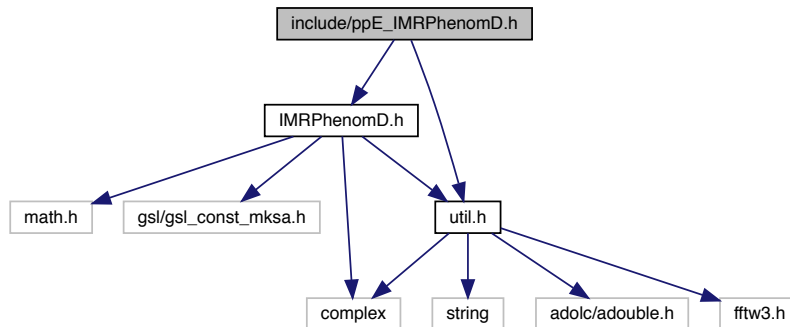 include/ppE_IMRPhenomD.h
IMRPhenomD.h
math.h
gsl/gsl_const_mksa.h
util.h
complex
string
adolc/adouble.h
fftw3.h